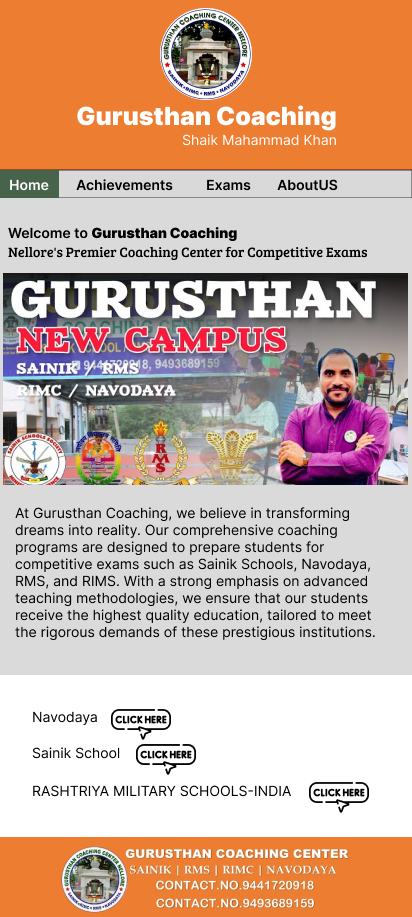 GURUSTHAN COACHING CENTER NELLORE
SAINIK • RIMC • RMS • NAVODAYA
Gurusthan Coaching
Shaik Mahammad Khan
Home Achievements Exams AboutUS
Welcome to Gurusthan Coaching
Nellore's Premier Coaching Center for Competitive Exams
GURUSTHAN
NEW CAMPUS
SAINIK / RMS
9493689159
RIMC / NAVODAYA
RMS
At Gurusthan Coaching, we believe in transforming
dreams into reality. Our comprehensive coaching
programs are designed to prepare students for
competitive exams such as Sainik Schools, Navodaya,
RMS, and RIMS. With a strong emphasis on advanced
teaching methodologies, we ensure that our students
receive the highest quality education, tailored to meet
the rigorous demands of these prestigious institutions.
Navodaya CLICK HERE
Sainik School CLICK HERE
RASHTRIYA MILITARY SCHOOLS-INDIA CLICK HERE
GURUSTHAN COACHING CENTER
SAINIK | RMS | RIMC | NAVODAYA
CONTACT.NO.9441720918
CONTACT.NO.9493689159